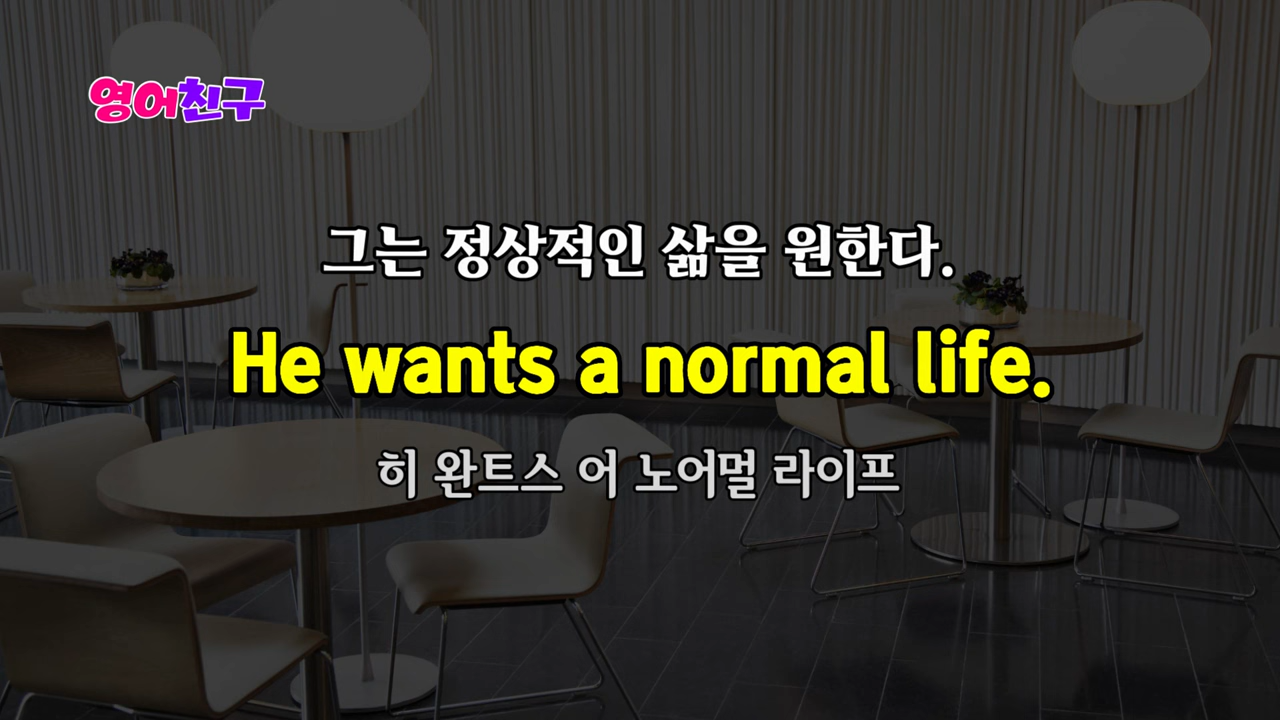 영어친구
그는 정상적인 삶을 원한다.
He wants a normal life.
히 완트스 어 노어멀 라이프